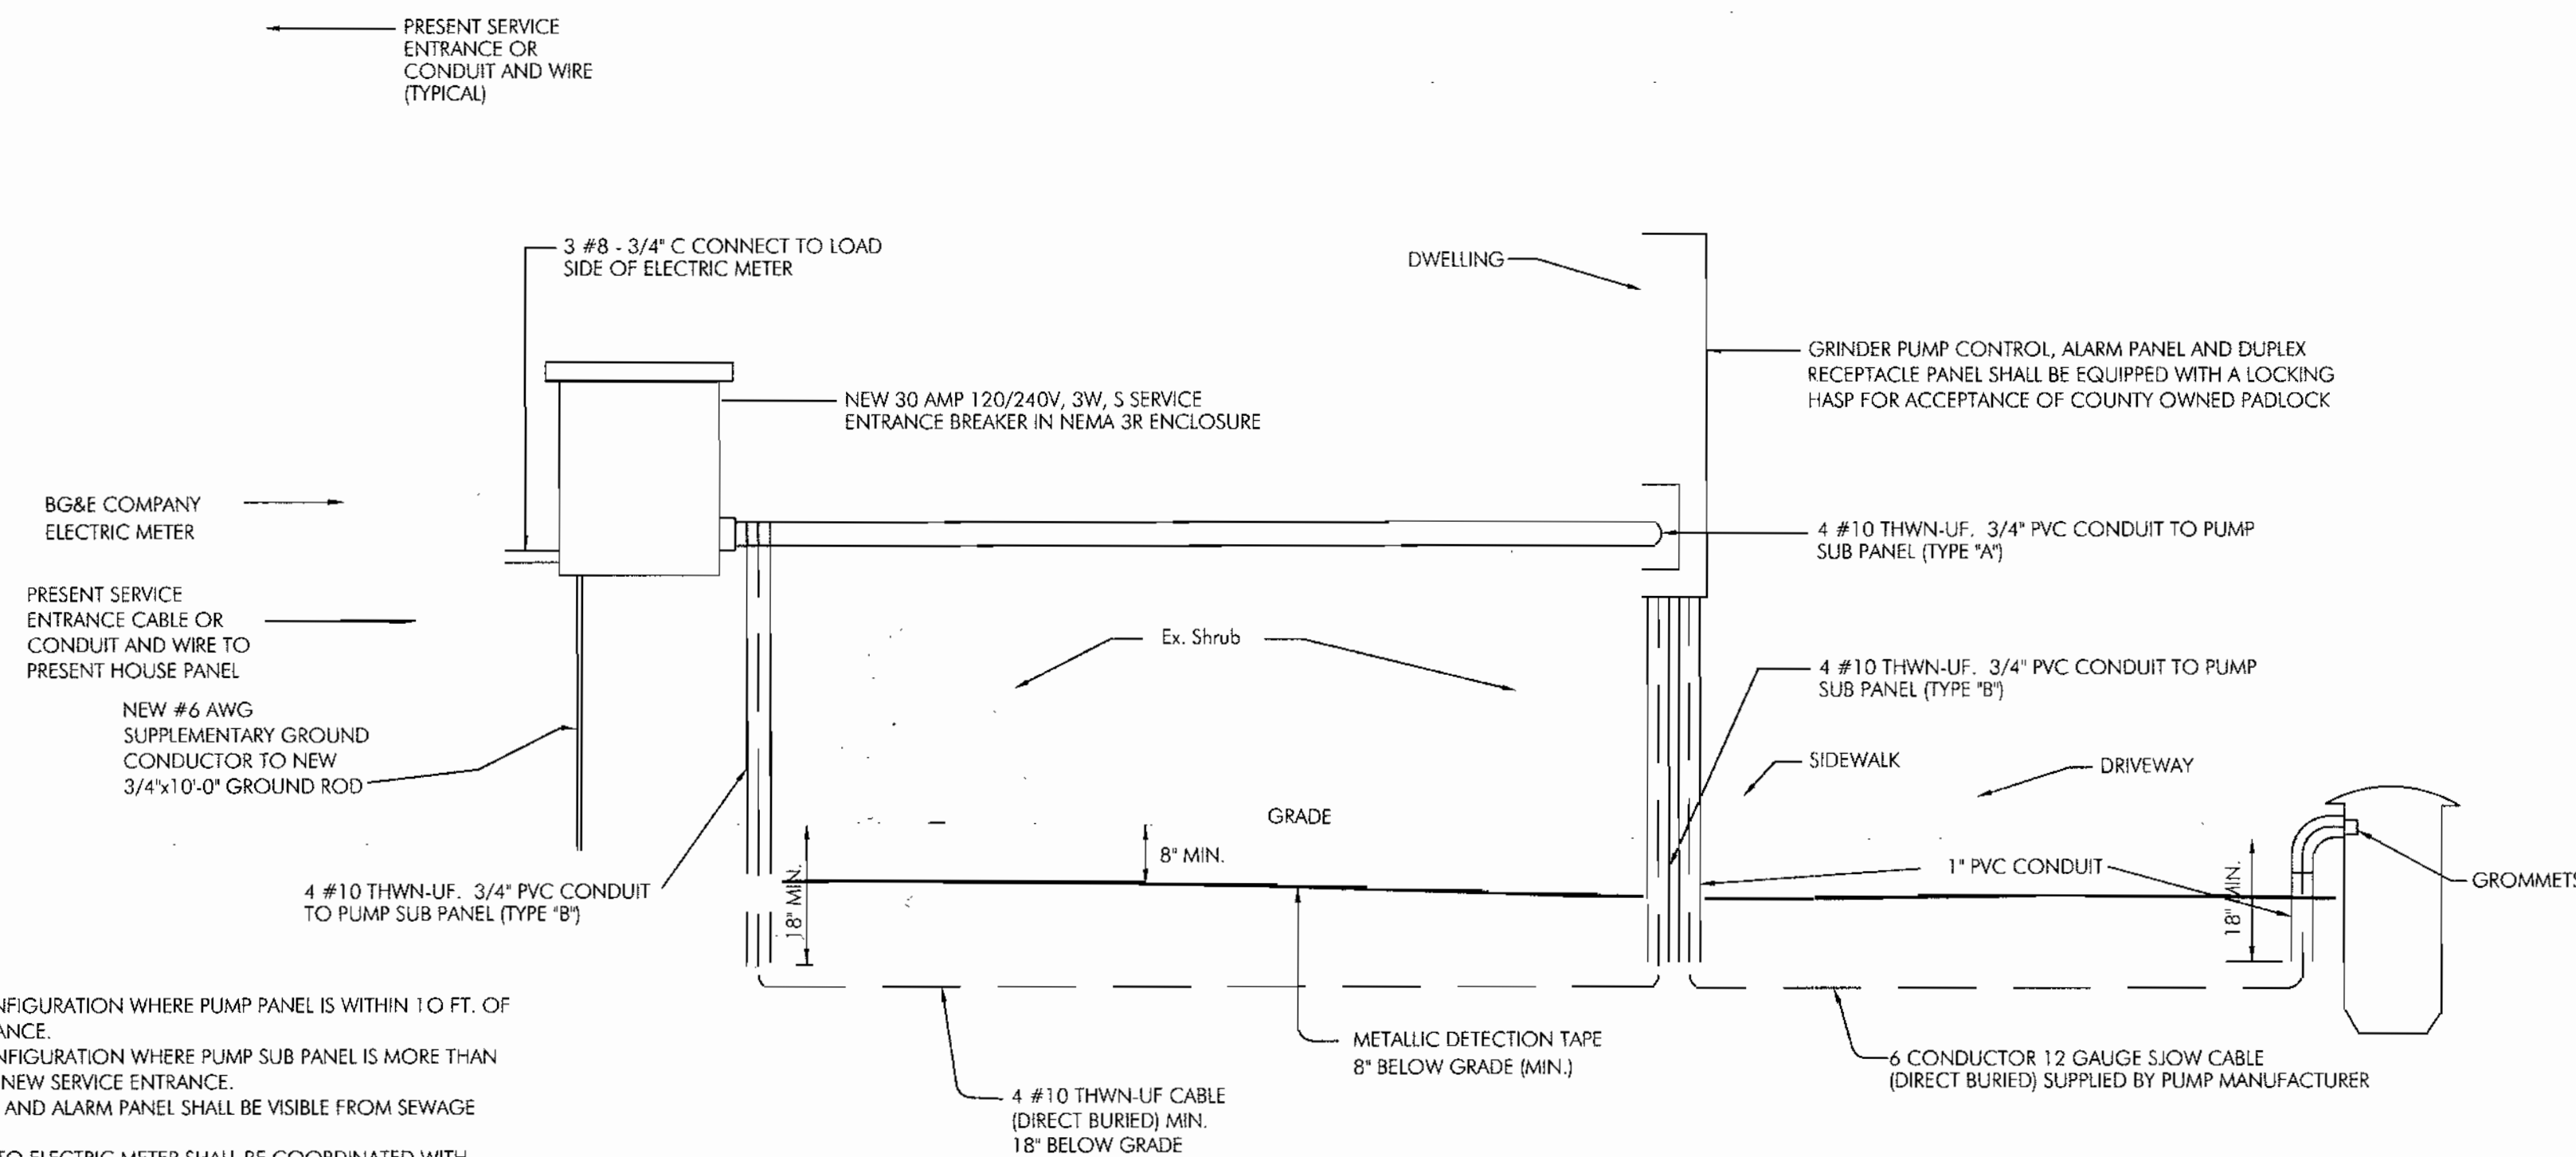 PRESENT SERVICE
ENTRANCE OR
CONDUIT AND WIRE
(TYPICAL)
3 #8 - 3/4" C CONNECT TO LOAD
SIDE OF ELECTRIC METER
DWELLING
GRINDER PUMP CONTROL, ALARM PANEL AND DUPLEX
RECEPTACLE PANEL SHALL BE EQUIPPED WITH A LOCKING
HASP FOR ACCEPTANCE OF COUNTY OWNED PADLOCK
NEW 30 AMP 120/240V, 3W, S SERVICE
ENTRANCE BREAKER IN NEMA 3R ENCLOSURE
BG&E COMPANY
ELECTRIC METER
4 #10 THWN-UF. 3/4" PVC CONDUIT TO PUMP
SUB PANEL (TYPE "A")
PRESENT SERVICE
ENTRANCE CABLE OR
CONDUIT AND WIRE TO
PRESENT HOUSE PANEL
Ex. Shrub
4 #10 THWN-UF. 3/4" PVC CONDUIT TO PUMP
SUB PANEL (TYPE "B")
NEW #6 AWG
SUPPLEMENTARY GROUND
CONDUCTOR TO NEW
3/4"x10'-0" GROUND ROD
SIDEWALK
DRIVEWAY
GRADE
8" MIN.
18" MIN.
1" PVC CONDUIT
18" MIN.
GROMMETS
4 #10 THWN-UF. 3/4" PVC CONDUIT
TO PUMP SUB PANEL (TYPE "B")
NFIGURATION WHERE PUMP PANEL IS WITHIN 10 FT. OF
ANCE.
NFIGURATION WHERE PUMP SUB PANEL IS MORE THAN
NEW SERVICE ENTRANCE.
AND ALARM PANEL SHALL BE VISIBLE FROM SEWAGE
TO ELECTRIC METER SHALL BE COORDINATED WITH
METALLIC DETECTION TAPE
8" BELOW GRADE (MIN.)
4 #10 THWN-UF CABLE
(DIRECT BURIED) MIN.
18" BELOW GRADE
6 CONDUCTOR 12 GAUGE SJOW CABLE
(DIRECT BURIED) SUPPLIED BY PUMP MANUFACTURER